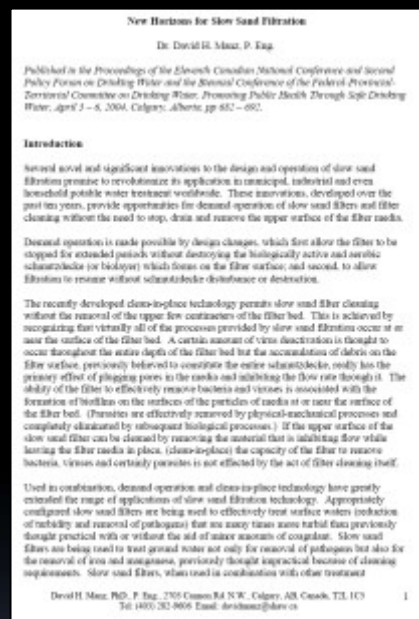 New Horizons for Slow Sand Filtration
Dr. David H. Manz, P. Eng.
Published in the Proceedings of the Eleventh Canadian National Conference and Second
Policy Forum on Drinking Water and the Biennial Conference of the Federal-Provincial-
Territorial Committee on Drinking Water, Promoting Public Health Through Safe Drinking
Water, April 3 – 6, 2004, Calgary, Alberta, pp 682 – 692.
Introduction
Several novel and significant innovations to the design and operation of slow sand
filtration promise to revolutionize its application in municipal, industrial and even
household potable water treatment worldwide. These innovations, developed over the
past ten years, provide opportunities for demand operation of slow sand filters and filter
cleaning without the need to stop, drain and remove the upper surface of the filter media.
Demand operation is made possible by design changes, which first allow the filter to be
stopped for extended periods without destroying the biologically active and aerobic
schmutzdecke (or biolayer) which forms on the filter surface; and second, to allow
filtration to resume without schmutzdecke disturbance or destruction.
The recently developed clean-in-place technology permits slow sand filter cleaning
without the removal of the upper few centimeters of the filter bed. This is achieved by
recognizing that virtually all of the processes provided by slow sand filtration occur at or
near the surface of the filter bed. A certain amount of virus deactivation is thought to
occur throughout the entire depth of the filter bed but the accumulation of debris on the
filter surface, previously believed to constitute the entire schmutzdecke, really has the
primary effect of plugging pores in the media and inhibiting the flow rate through it. The
ability of the filter to effectively remove bacteria and viruses is associated with the
formation of biofilms on the surfaces of the particles of media at or near the surface of
the filter bed. (Parasites are effectively removed by physical-mechanical processes and
completely eliminated by subsequent biological processes.) If the upper surface of the
slow sand filter can be cleaned by removing the material that is inhibiting flow while
leaving the filter media in place, (clean-in-place) the capacity of the filter to remove
bacteria, viruses and certainly parasites is not effected by the act of filter cleaning itself.
Used in combination, demand operation and clean-in-place technology have greatly
extended the range of applications of slow sand filtration technology. Appropriately
configured slow sand filters are being used to effectively treat surface waters (reduction
of turbidity and removal of pathogens) that are many times more turbid than previously
thought practical with or without the aid of minor amounts of coagulant. Slow sand
filters are being used to treat ground water not only for removal of pathogens but also for
the removal of iron and manganese, previously thought impractical because of cleaning
requirements. Slow sand filters, when used in combination with other treatment
David H. Manz, PhD., P. Eng., 2705 Cannon Rd. N.W., Calgary, AB, Canada, T2L 1C5 1
Tel: (403) 282-9606 Email: davidmanz@shaw.ca